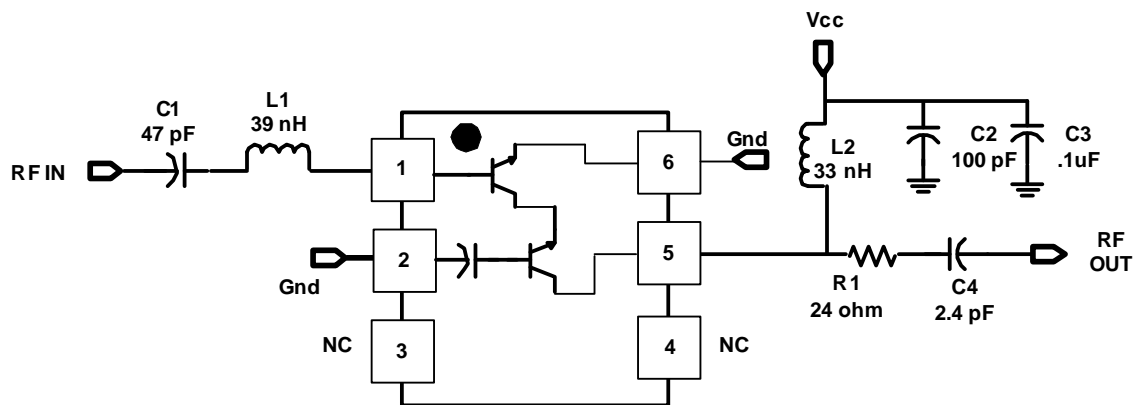 Vcc
C1
47 pF
L1
39 nH
RF IN
1
6
Gnd
L2
33 nH
C2
100 pF
C3
.1uF
2
Gnd
5
R1
24 ohm
C4
2.4 pF
RF
OUT
NC
3
4
NC